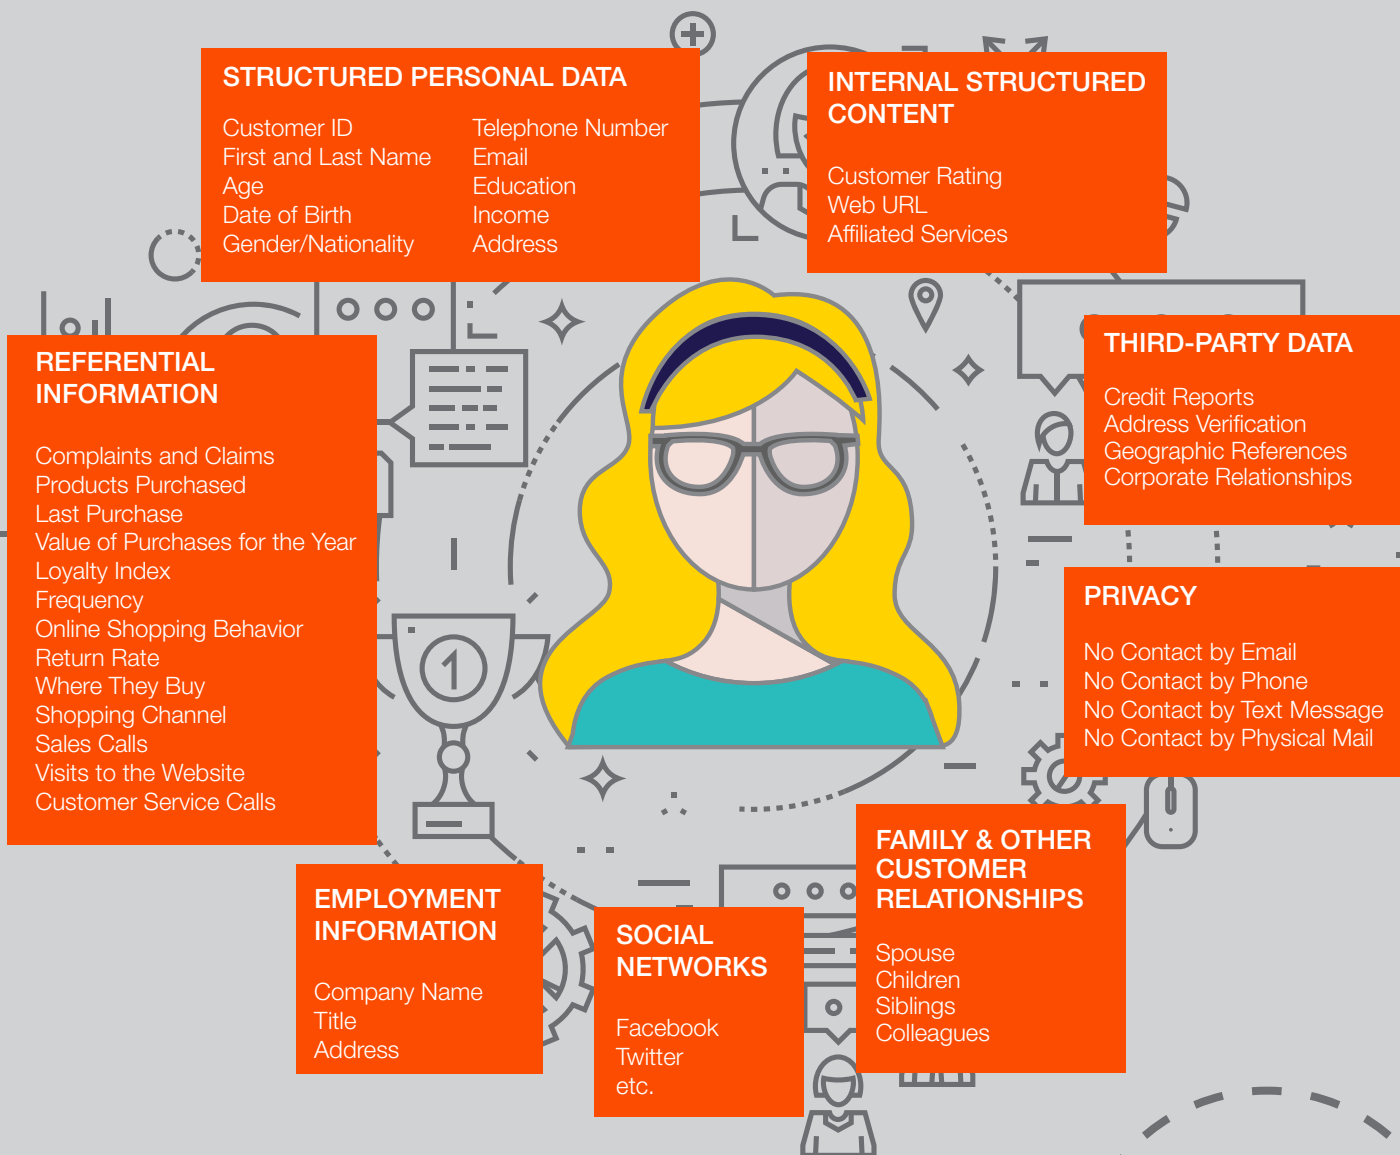 STRUCTURED PERSONAL DATA
Customer ID
First and Last Name
Age
Date of Birth
Gender/Nationality
Telephone Number
Email
Education
Income
Address
INTERNAL STRUCTURED
CONTENT
Customer Rating
Web URL
Affiliated Services
REFERENTIAL
INFORMATION
Complaints and Claims
Products Purchased
Last Purchase
Value of Purchases for the Year
Loyalty Index
Frequency
Online Shopping Behavior
Return Rate
Where They Buy
Shopping Channel
Sales Calls
Visits to the Website
Customer Service Calls
THIRD-PARTY DATA
Credit Reports
Address Verification
Geographic References
Corporate Relationships
PRIVACY
No Contact by Email
No Contact by Phone
No Contact by Text Message
No Contact by Physical Mail
1
EMPLOYMENT
INFORMATION
Company Name
Title
Address
SOCIAL
NETWORKS
Facebook
Twitter
etc.
FAMILY & OTHER
CUSTOMER
RELATIONSHIPS
Spouse
Children
Siblings
Colleagues